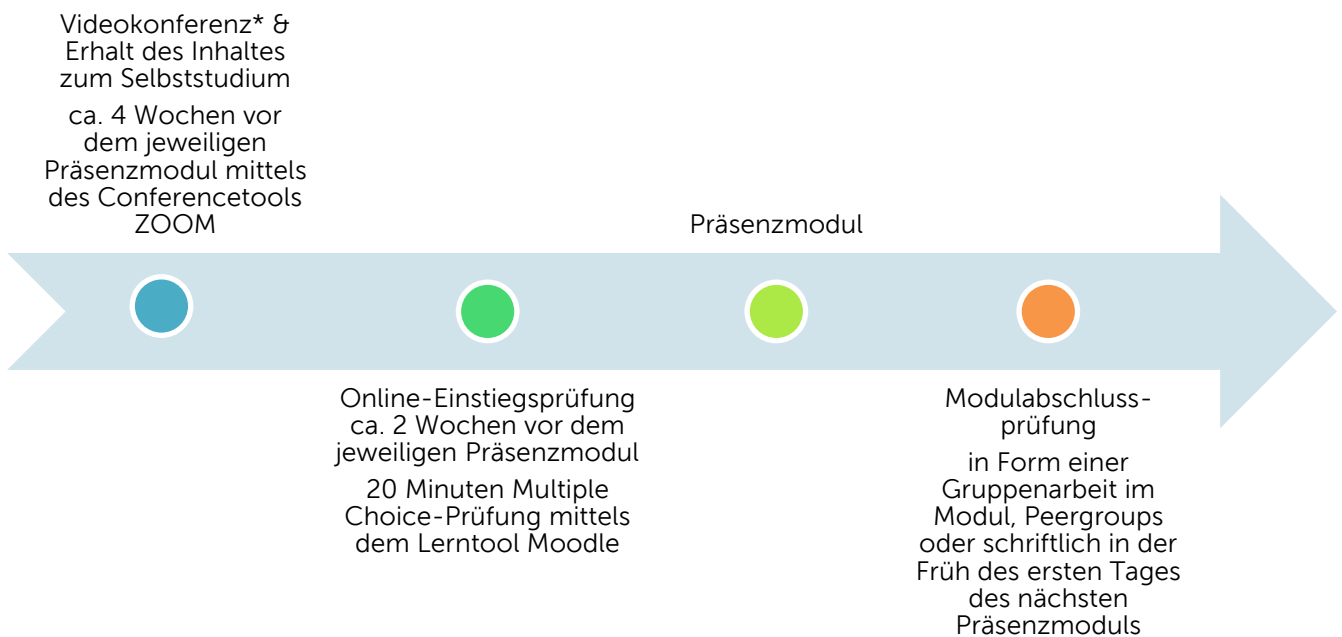 Videokonferenz* &
Erhalt des Inhaltes
zum Selbststudium
ca. 4 Wochen vor
dem jeweiligen
Präsenzmodul mittels
des Conferencetools
ZOOM
Online-Einstiegsprüfung
ca. 2 Wochen vor dem
jeweiligen Präsenzmodul
20 Minuten Multiple
Choice-Prüfung mittels
dem Lerntool Moodle
Präsenzmodul
Modulabschluss-
prüfung
in Form einer
Gruppenarbeit im
Modul, Peergroups
oder schriftlich in der
Früh des ersten Tages
des nächsten
Präsenzmoduls